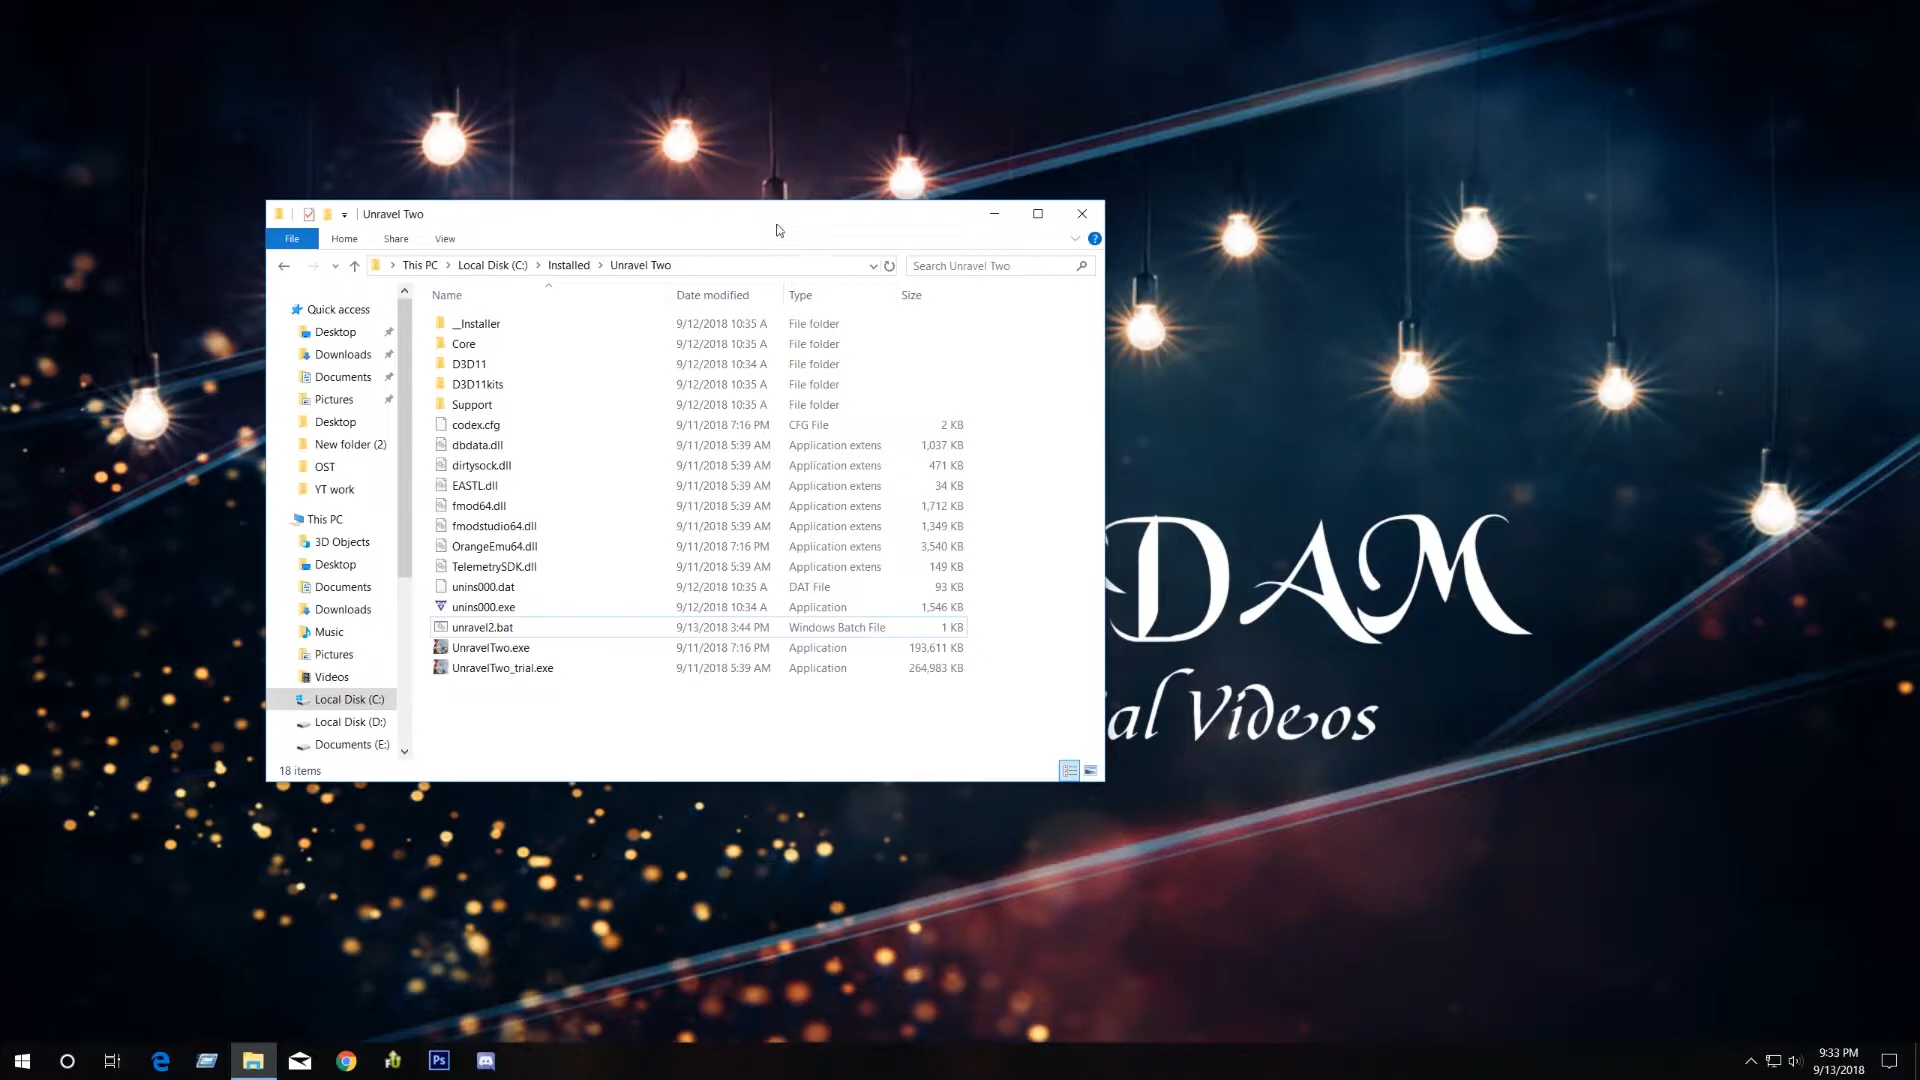 Unravel Two
File Home Share View
This PC Local Disk (C:) Installed Unravel Two Search Unravel Two
Name Date modified Type Size
Quick access
Desktop
Downloads
Documents
Pictures
Desktop
New folder (2)
OST
YT work
This PC
3D Objects
Desktop
Documents
Downloads
Music
Pictures
Videos
Local Disk (C:)
Local Disk (D:)
Documents (E:)
__Installer 9/12/2018 10:35 A File folder
Core 9/12/2018 10:35 A File folder
D3D11 9/12/2018 10:34 A File folder
D3D11kits 9/12/2018 10:35 A File folder
Support 9/12/2018 10:35 A File folder
codex.cfg 9/11/2018 7:16 PM CFG File 2 KB
dbdata.dll 9/11/2018 5:39 AM Application extens 1,037 KB
dirtysock.dll 9/11/2018 5:39 AM Application extens 471 KB
EASTL.dll 9/11/2018 5:39 AM Application extens 34 KB
fmod64.dll 9/11/2018 5:39 AM Application extens 1,712 KB
fmodstudio64.dll 9/11/2018 5:39 AM Application extens 1,349 KB
OrangeEmu64.dll 9/11/2018 7:16 PM Application extens 3,540 KB
TelemetrySDK.dll 9/11/2018 5:39 AM Application extens 149 KB
unins000.dat 9/12/2018 10:35 A DAT File 93 KB
unins000.exe 9/12/2018 10:34 A Application 1,546 KB
unravel2.bat 9/13/2018 3:44 PM Windows Batch File 1 KB
UnravelTwo.exe 9/11/2018 7:16 PM Application 193,611 KB
UnravelTwo_trial.exe 9/11/2018 5:39 AM Application 264,983 KB
18 items
DAM
al Videos
Ps
9:33 PM
9/13/2018